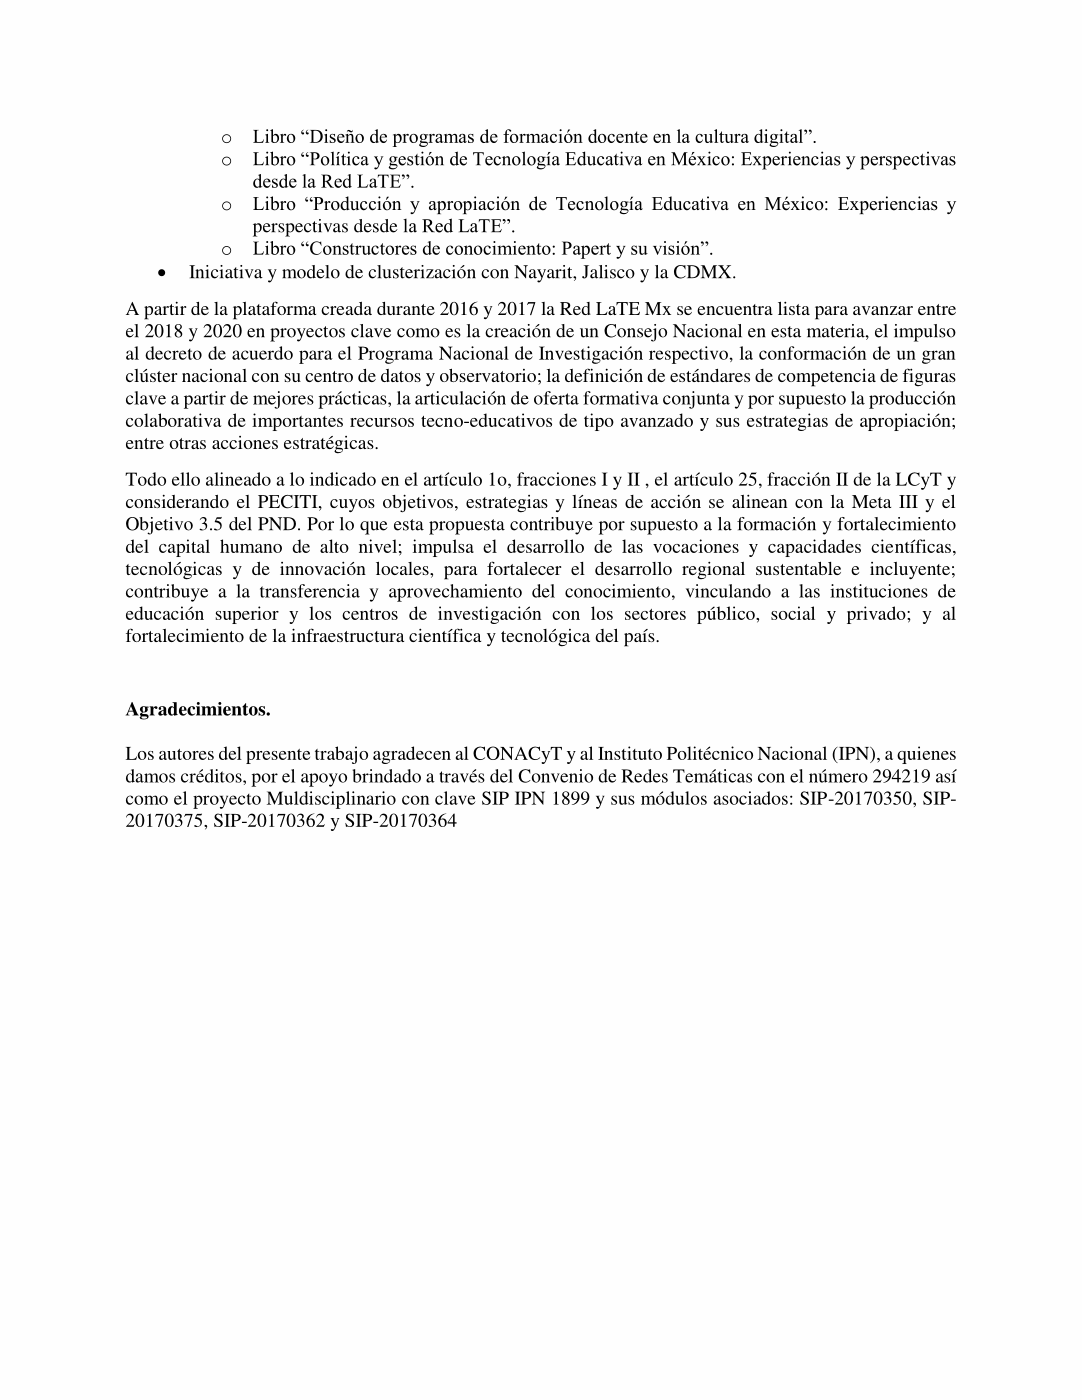 o Libro “Diseño de programas de formación docente en la cultura digital”.
o Libro “Política y gestión de Tecnología Educativa en México: Experiencias y perspectivas
desde la Red LaTE”.
o Libro “Producción y apropiación de Tecnología Educativa en México: Experiencias y
perspectivas desde la Red LaTE”.
o Libro “Constructores de conocimiento: Papert y su visión”.
• Iniciativa y modelo de clusterización con Nayarit, Jalisco y la CDMX.
A partir de la plataforma creada durante 2016 y 2017 la Red LaTE Mx se encuentra lista para avanzar entre
el 2018 y 2020 en proyectos clave como es la creación de un Consejo Nacional en esta materia, el impulso
al decreto de acuerdo para el Programa Nacional de Investigación respectivo, la conformación de un gran
clúster nacional con su centro de datos y observatorio; la definición de estándares de competencia de figuras
clave a partir de mejores prácticas, la articulación de oferta formativa conjunta y por supuesto la producción
colaborativa de importantes recursos tecno-educativos de tipo avanzado y sus estrategias de apropiación;
entre otras acciones estratégicas.
Todo ello alineado a lo indicado en el artículo 1o, fracciones I y II , el artículo 25, fracción II de la LCyT y
considerando el PECITI, cuyos objetivos, estrategias y líneas de acción se alinean con la Meta III y el
Objetivo 3.5 del PND. Por lo que esta propuesta contribuye por supuesto a la formación y fortalecimiento
del capital humano de alto nivel; impulsa el desarrollo de las vocaciones y capacidades científicas,
tecnológicas y de innovación locales, para fortalecer el desarrollo regional sustentable e incluyente;
contribuye a la transferencia y aprovechamiento del conocimiento, vinculando a las instituciones de
educación superior y los centros de investigación con los sectores público, social y privado; y al
fortalecimiento de la infraestructura científica y tecnológica del país.
Agradecimientos.
Los autores del presente trabajo agradecen al CONACyT y al Instituto Politécnico Nacional (IPN), a quienes
damos créditos, por el apoyo brindado a través del Convenio de Redes Temáticas con el número 294219 así
como el proyecto Muldisciplinario con clave SIP IPN 1899 y sus módulos asociados: SIP-20170350, SIP-
20170375, SIP-20170362 y SIP-20170364